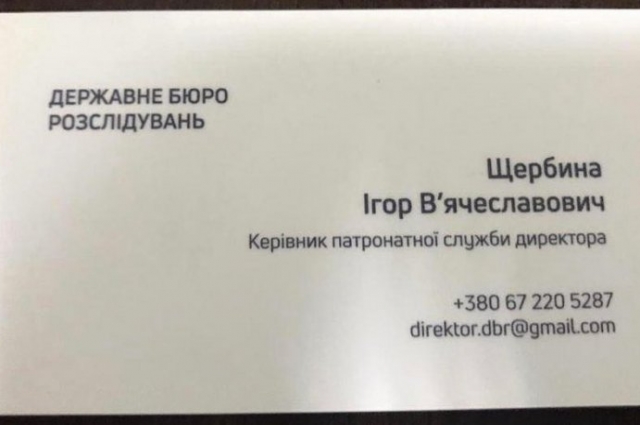 ДЕРЖАВНЕ БЮРО
РОЗСЛІДУВАНЬ
Щербина
Ігор В'ячеславович
Керівник патронатної служби директора
+380 67 220 5287
direktor.dbr@gmail.com